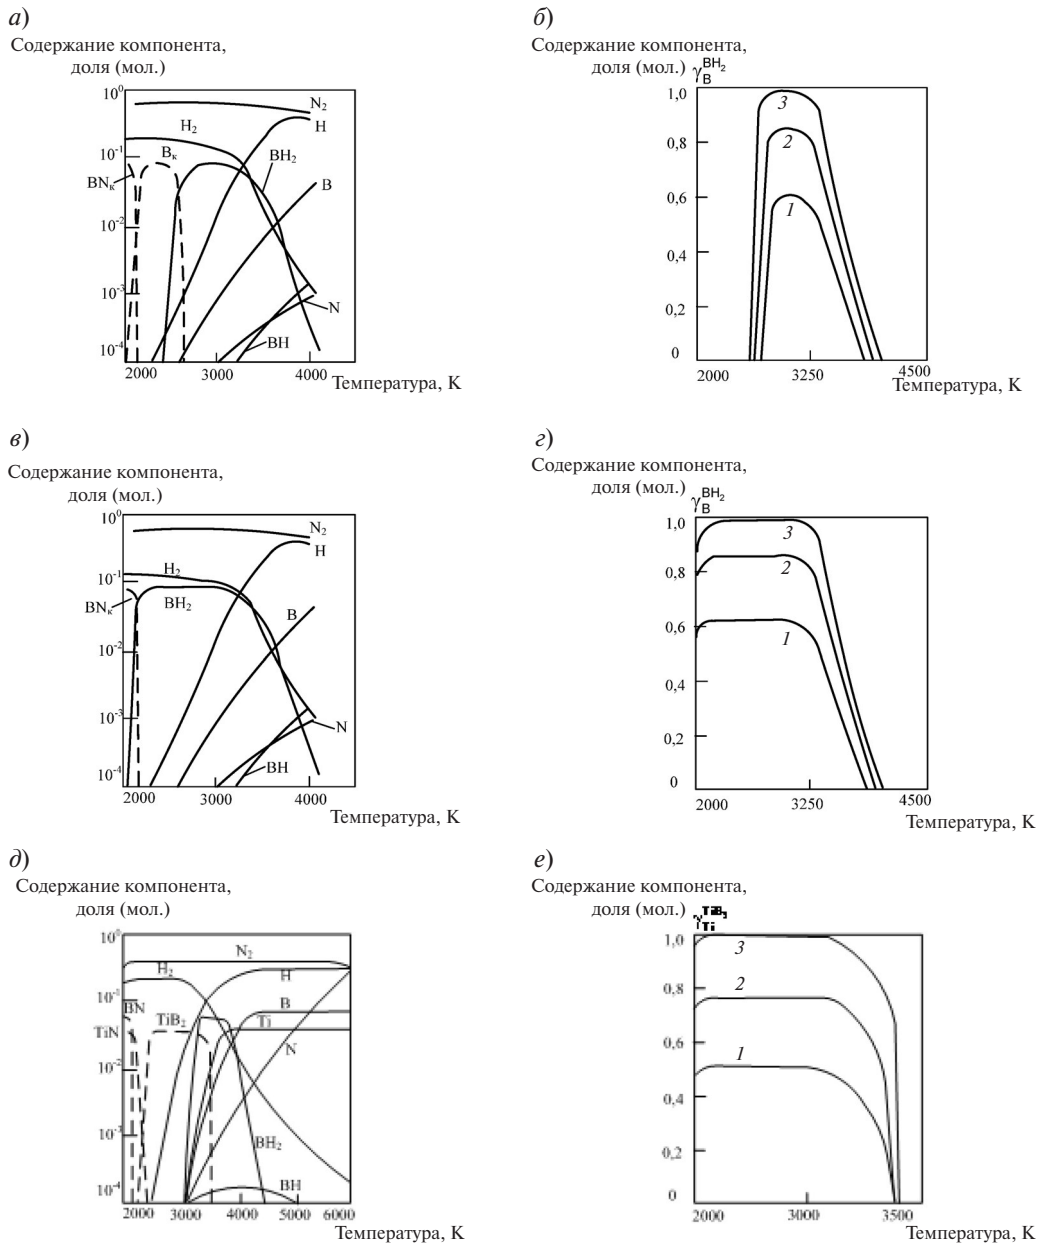 а)
Содержание компонента,
доля (мол.)
10⁰
10⁻¹
10⁻²
10⁻³
10⁻⁴
N₂
H
H₂
Bк
BNк
BH₂
B
N
BH
2000 3000 4000
Температура, К
б)
Содержание компонента,
доля (мол.) γ_B^BH₂
1,0
0,8
0,6
0,4
0,2
0
3
2
1
2000 3250 4500
Температура, К
в)
Содержание компонента,
доля (мол.)
10⁰
10⁻¹
10⁻²
10⁻³
10⁻⁴
N₂
H
H₂
BNк
BH₂
B
N
BH
2000 3000 4000
Температура, К
г)
Содержание компонента,
доля (мол.) γ_B^BH₂
1,0
0,8
0,6
0,4
0,2
0
3
2
1
2000 3250 4500
Температура, К
д)
Содержание компонента,
доля (мол.)
10⁰
10⁻¹
10⁻²
10⁻³
10⁻⁴
N₂
H₂
H
BN
B
TiN
TiB₂
Ti
N
BH₂
BH
2000 3000 4000 5000 6000
Температура, К
е)
Содержание компонента,
доля (мол.) γ_Ti^TiB₂
1,0
0,8
0,6
0,4
0,2
0
3
2
1
2000 3000 3500
Температура, К